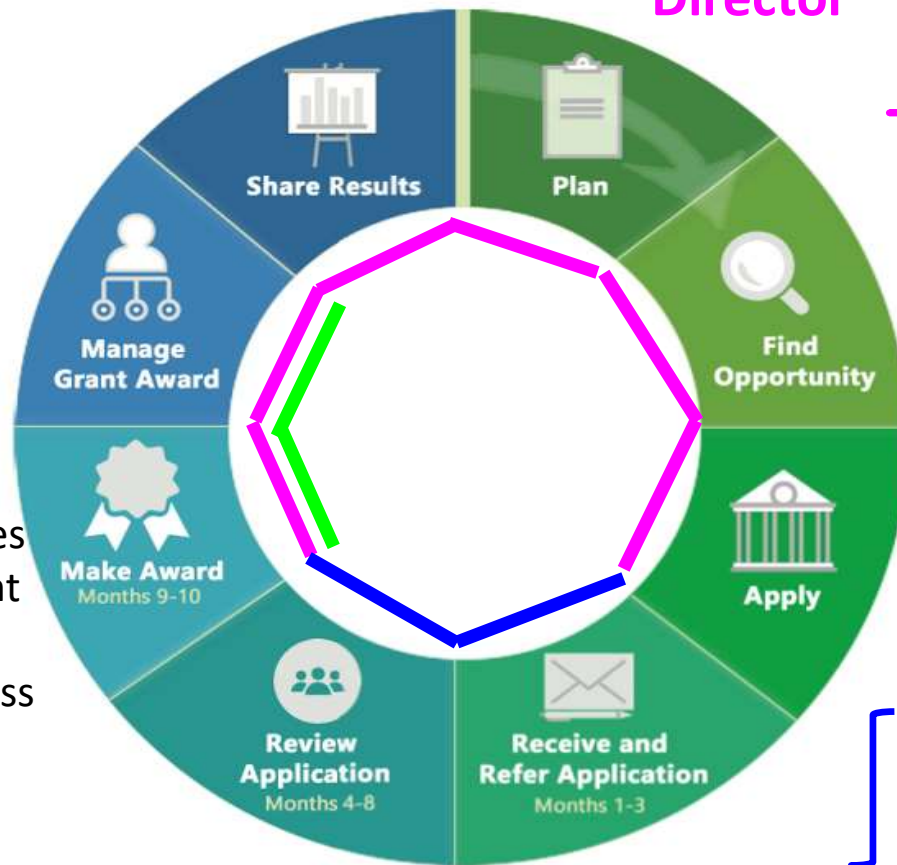 Director
Share Results
Plan
Find
Opportunity
Apply
Receive and
Refer Application
Months 1-3
Review
Application
Months 4-8
Make Award
Months 9-10
Manage
Grant Award
es
nt
ss